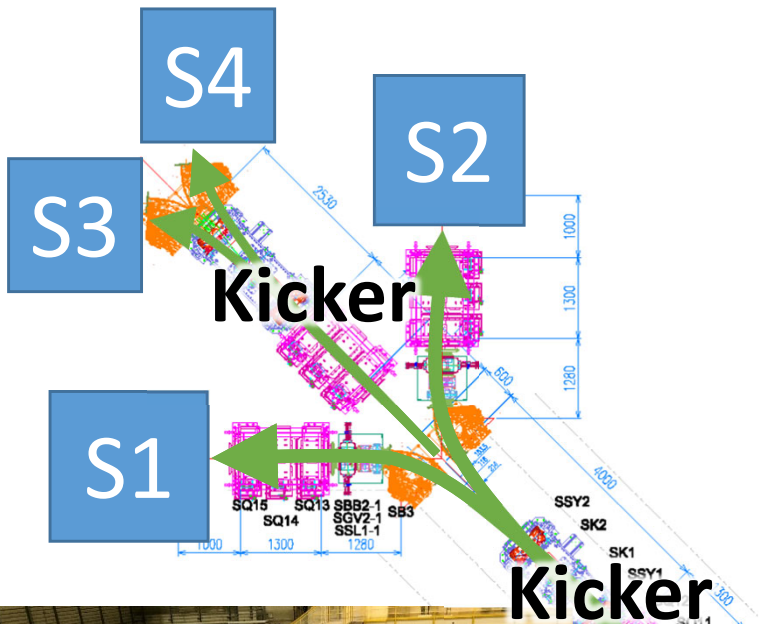 S4
S2
S3
2530
1000
Kicker
1300
1280
600
S1
4000
SQ15
SQ13
SBB2-1
SB3
SQ14
SGV2-1
SSL1-1
SSY2
SK2
1000
1300
1280
SK1
SSY1
Kicker
300